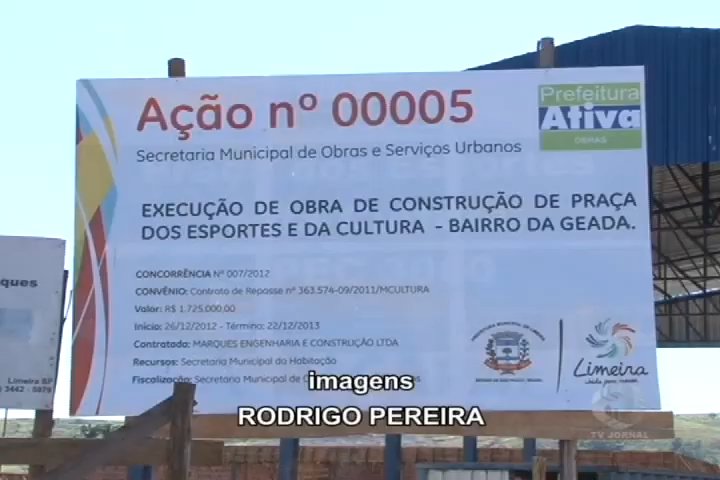 Ação nº 00005
Prefeitura
Ativa
OBRAS
Secretaria Municipal de Obras e Serviços Urbanos
EXECUÇÃO DE OBRA DE CONSTRUÇÃO DE PRAÇA
DOS ESPORTES E DA CULTURA - BAIRRO DA GEADA.
CONCORRÊNCIA Nº 007/2012
CONVÊNIO: Contrato de Repasse nº 363.574-09/2011/MCULTURA
Valor: R$ 1.725.000,00
Início: 26/12/2012 - Término: 22/12/2013
Contratada: MARQUES ENGENHARIA E CONSTRUÇÃO LTDA
Recursos: Secretaria Municipal da Habitação
Fiscalização: Secretaria Municipal de
Limeira
ques
Limeira SP
3442 - 5979
imagens
RODRIGO PEREIRA
TV JORNAL